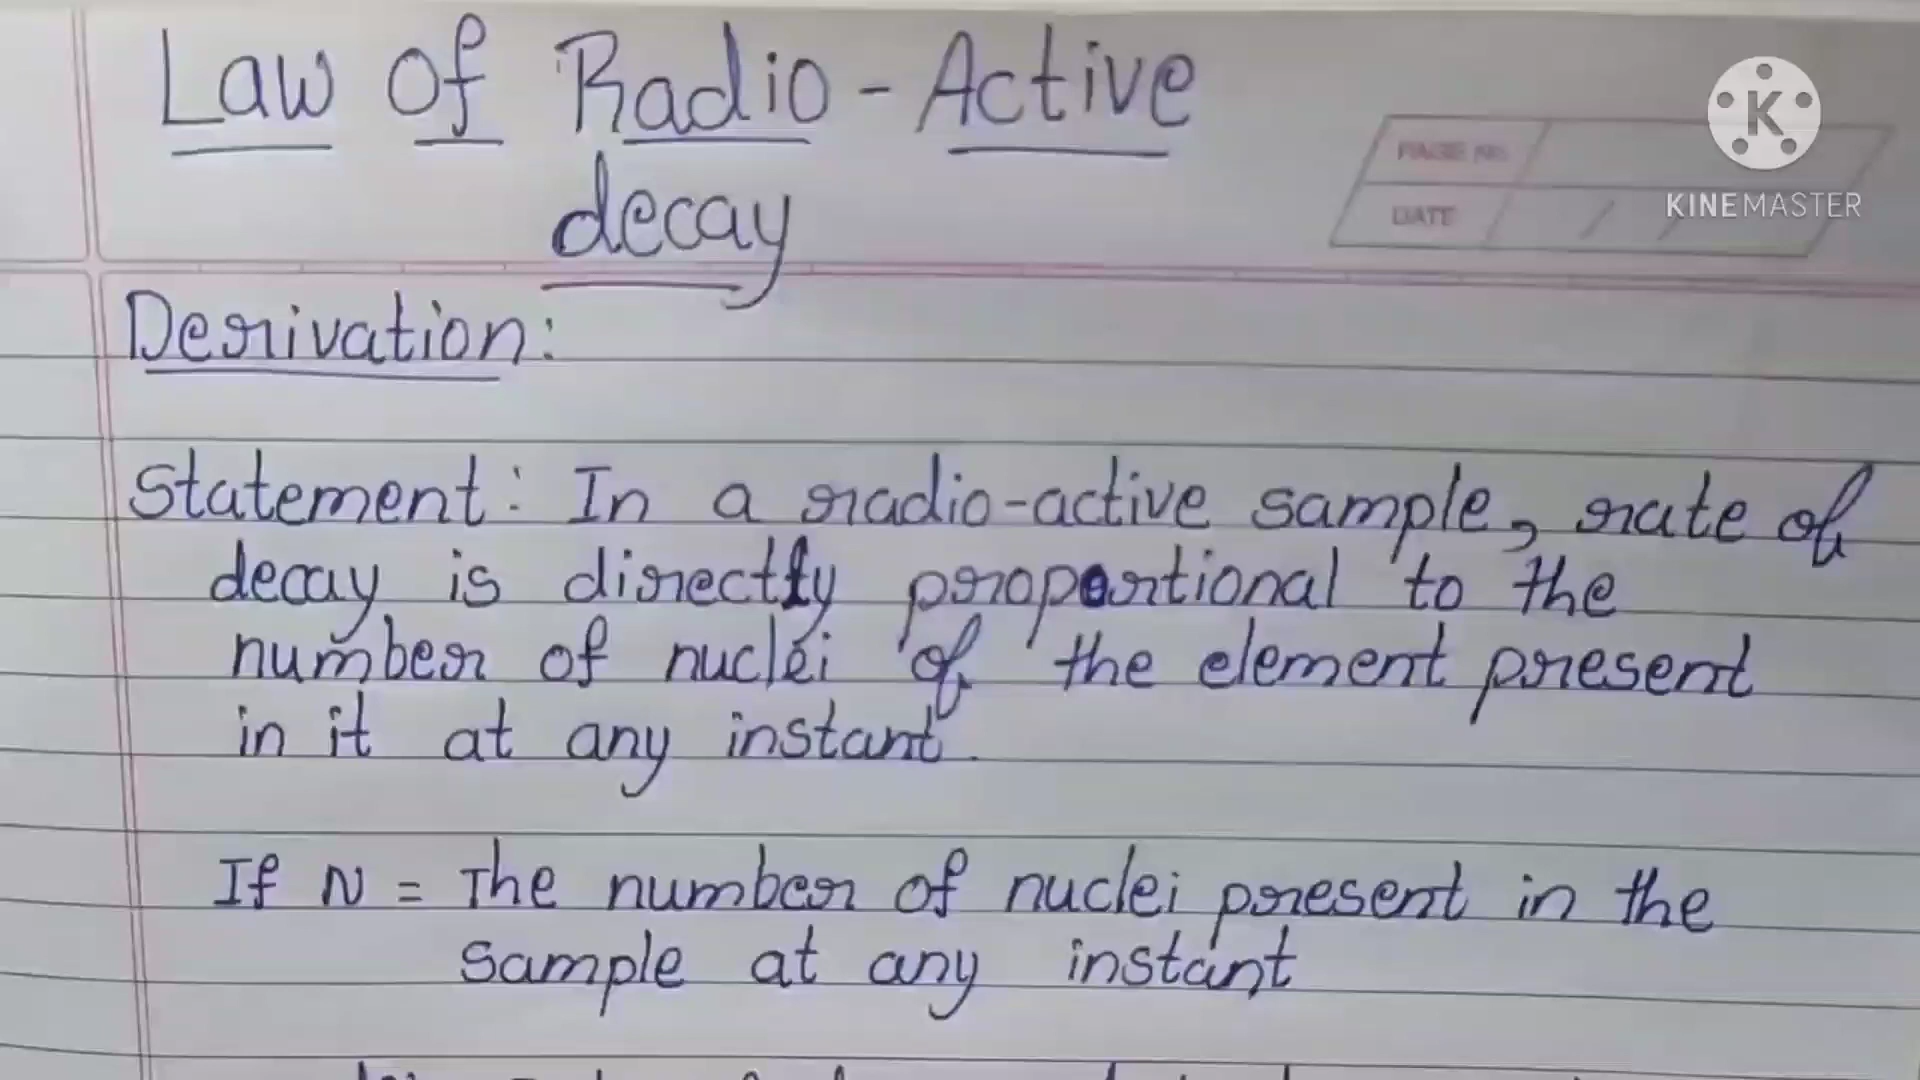 Law Of Radio-Active
decay
PAGE NO.
DATE / /
K
KINEMASTER
Derivation:
Statement: In a radio-active sample, rate of
decay is directly proportional to the
number of nuclei of the element present
in it at any instant.
If N = The number of nuclei present in the
sample at any instant